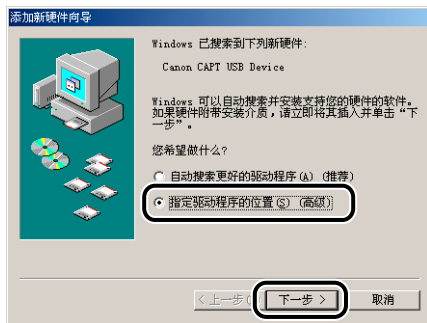 添加新硬件向导
Windows 已搜索到下列新硬件:
Canon CAPT USB Device
Windows 可以自动搜索并安装支持您的硬件的软件。
如果硬件附带安装介质，请立即将其插入并单击“下
一步”。
您希望做什么?
自动搜索更好的驱动程序(A) (推荐)
指定驱动程序的位置(S) (高级)
< 上一步(
下一步 >
取消